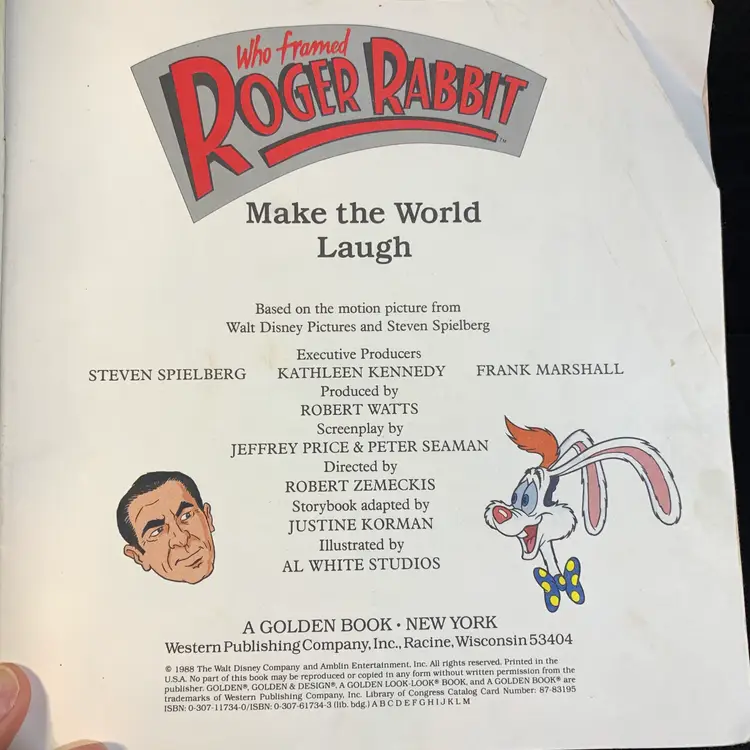 Who framed
ROGER RABBIT™
Make the World
Laugh
Based on the motion picture from
Walt Disney Pictures and Steven Spielberg
Executive Producers
STEVEN SPIELBERG KATHLEEN KENNEDY FRANK MARSHALL
Produced by
ROBERT WATTS
Screenplay by
JEFFREY PRICE & PETER SEAMAN
Directed by
ROBERT ZEMECKIS
Storybook adapted by
JUSTINE KORMAN
Illustrated by
AL WHITE STUDIOS
A GOLDEN BOOK • NEW YORK
Western Publishing Company, Inc., Racine, Wisconsin 53404
© 1988 The Walt Disney Company and Amblin Entertainment, Inc. All rights reserved. Printed in the
U.S.A. No part of this book may be reproduced or copied in any form without written permission from the
publisher. GOLDEN®, GOLDEN & DESIGN®, A GOLDEN LOOK-LOOK® BOOK, and A GOLDEN BOOK® are
trademarks of Western Publishing Company, Inc. Library of Congress Catalog Card Number: 87-83195
ISBN: 0-307-11734-0/ISBN: 0-307-61734-3 (lib. bdg.) A B C D E F G H I J K L M